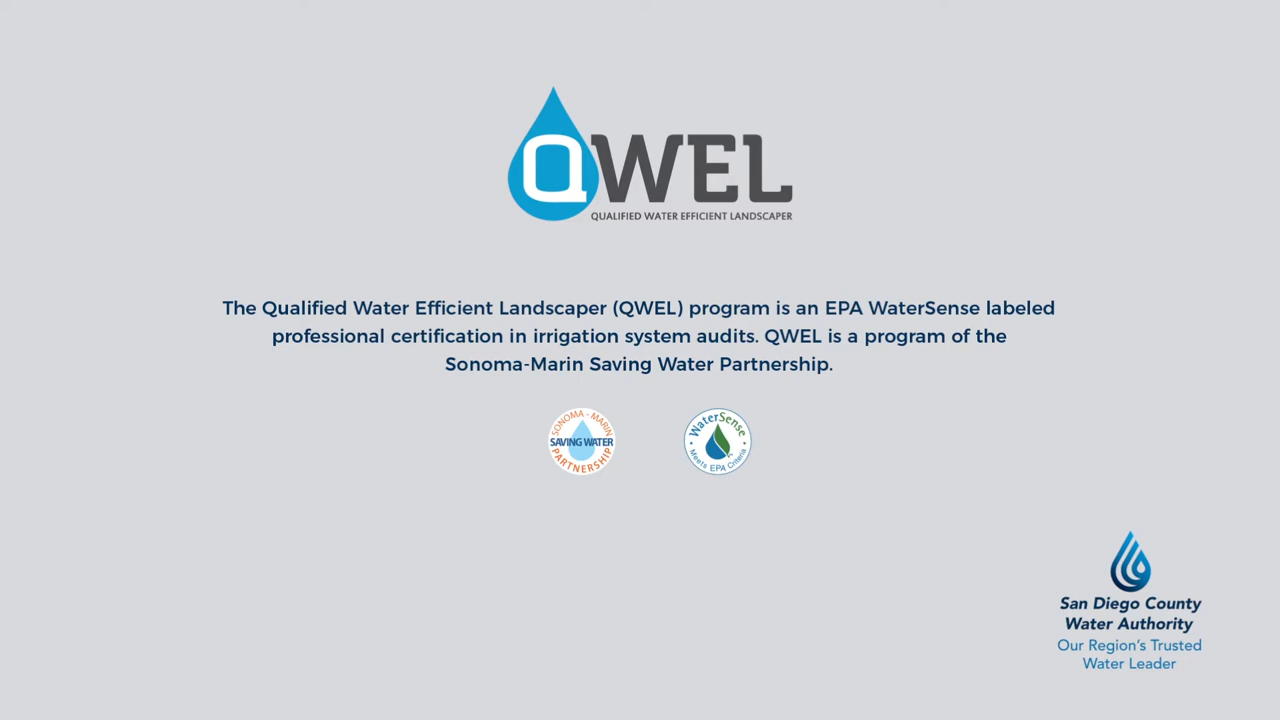 QWEL
QUALIFIED WATER EFFICIENT LANDSCAPER
The Qualified Water Efficient Landscaper (QWEL) program is an EPA WaterSense labeled
professional certification in irrigation system audits. QWEL is a program of the
Sonoma-Marin Saving Water Partnership.
SONOMA - MARIN
SAVING WATER
PARTNERSHIP
WaterSense
Meets EPA Criteria
San Diego County
Water Authority
Our Region's Trusted
Water Leader